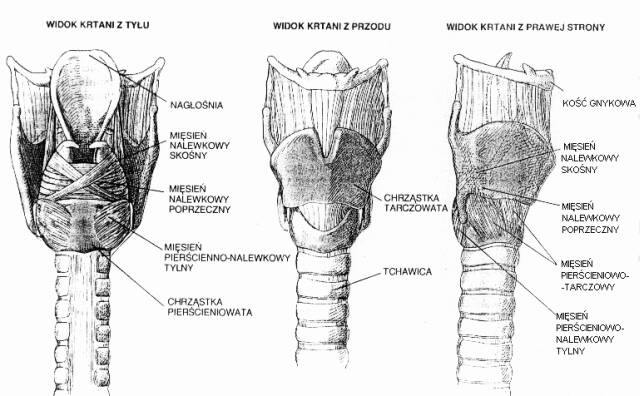 WIDOK KRTANI Z TYŁU
NAGŁOŚNIA
MIĘSIEŃ
NALEWKOWY
SKOŚNY
MIĘSIEŃ
NALEWKOWY
POPRZECZNY
MIĘSIEŃ
PIERŚCIENNO-NALEWKOWY
TYLNY
CHRZĄSTKA
PIERŚCIENIOWATA
WIDOK KRTANI Z PRZODU
CHRZĄSTKA
TARCZOWATA
TCHAWICA
WIDOK KRTANI Z PRAWEJ STRONY
KOŚĆ GNYKOWA
MIĘSIEŃ
NALEWKOWY
SKOŚNY
MIĘSIEŃ
NALEWKOWY
POPRZECZNY
MIĘSIEŃ
PIERŚCIENIOWO-
-TARCZOWY
MIĘSIEŃ
PIERŚCIENIOWO-
NALEWKOWY
TYLNY